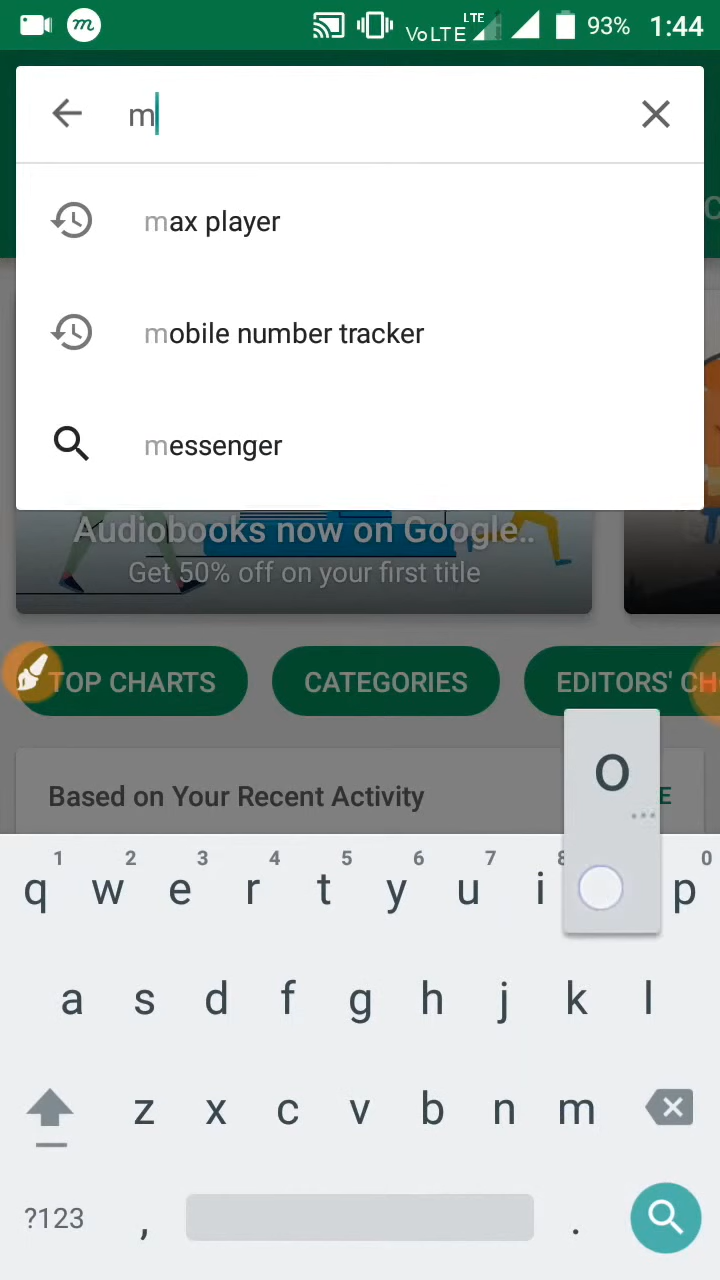 m
VoLTE LTE 93% 1:44
m
max player
mobile number tracker
messenger
Audiobooks now on Google..
Get 50% off on your first title
TOP CHARTS
CATEGORIES
EDITORS' CH
Based on Your Recent Activity
E
o
1 2 3 4 5 6 7 8 0
q w e r t y u i p
a s d f g h j k l
z x c v b n m
?123 , .